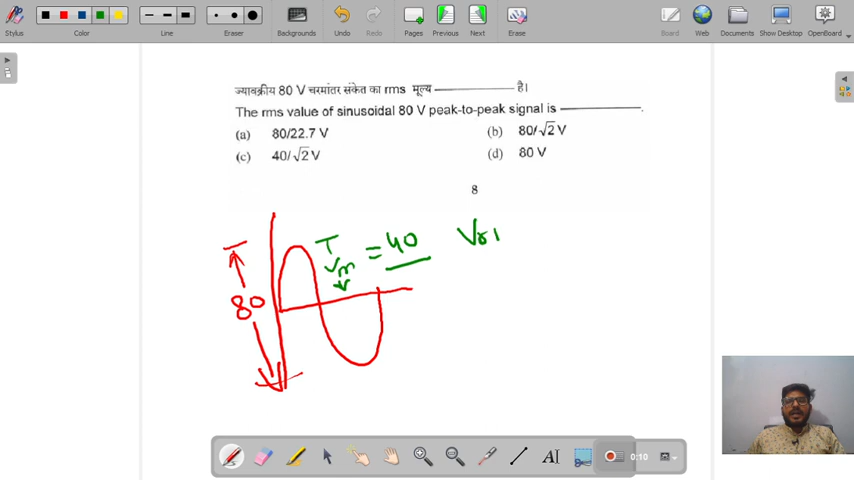 Stylus Color Line Eraser Backgrounds Undo Redo Pages Previous Next Erase Board Web Documents Show Desktop OpenBoard
ज्यावक्रीय 80 V चरमांतर संकेत का rms मूल्य ———— है।
The rms value of sinusoidal 80 V peak-to-peak signal is ————.
(a) 80/22.7 V (b) 80/√2 V
(c) 40/√2 V (d) 80 V
8
Vm = 40
80
0:10